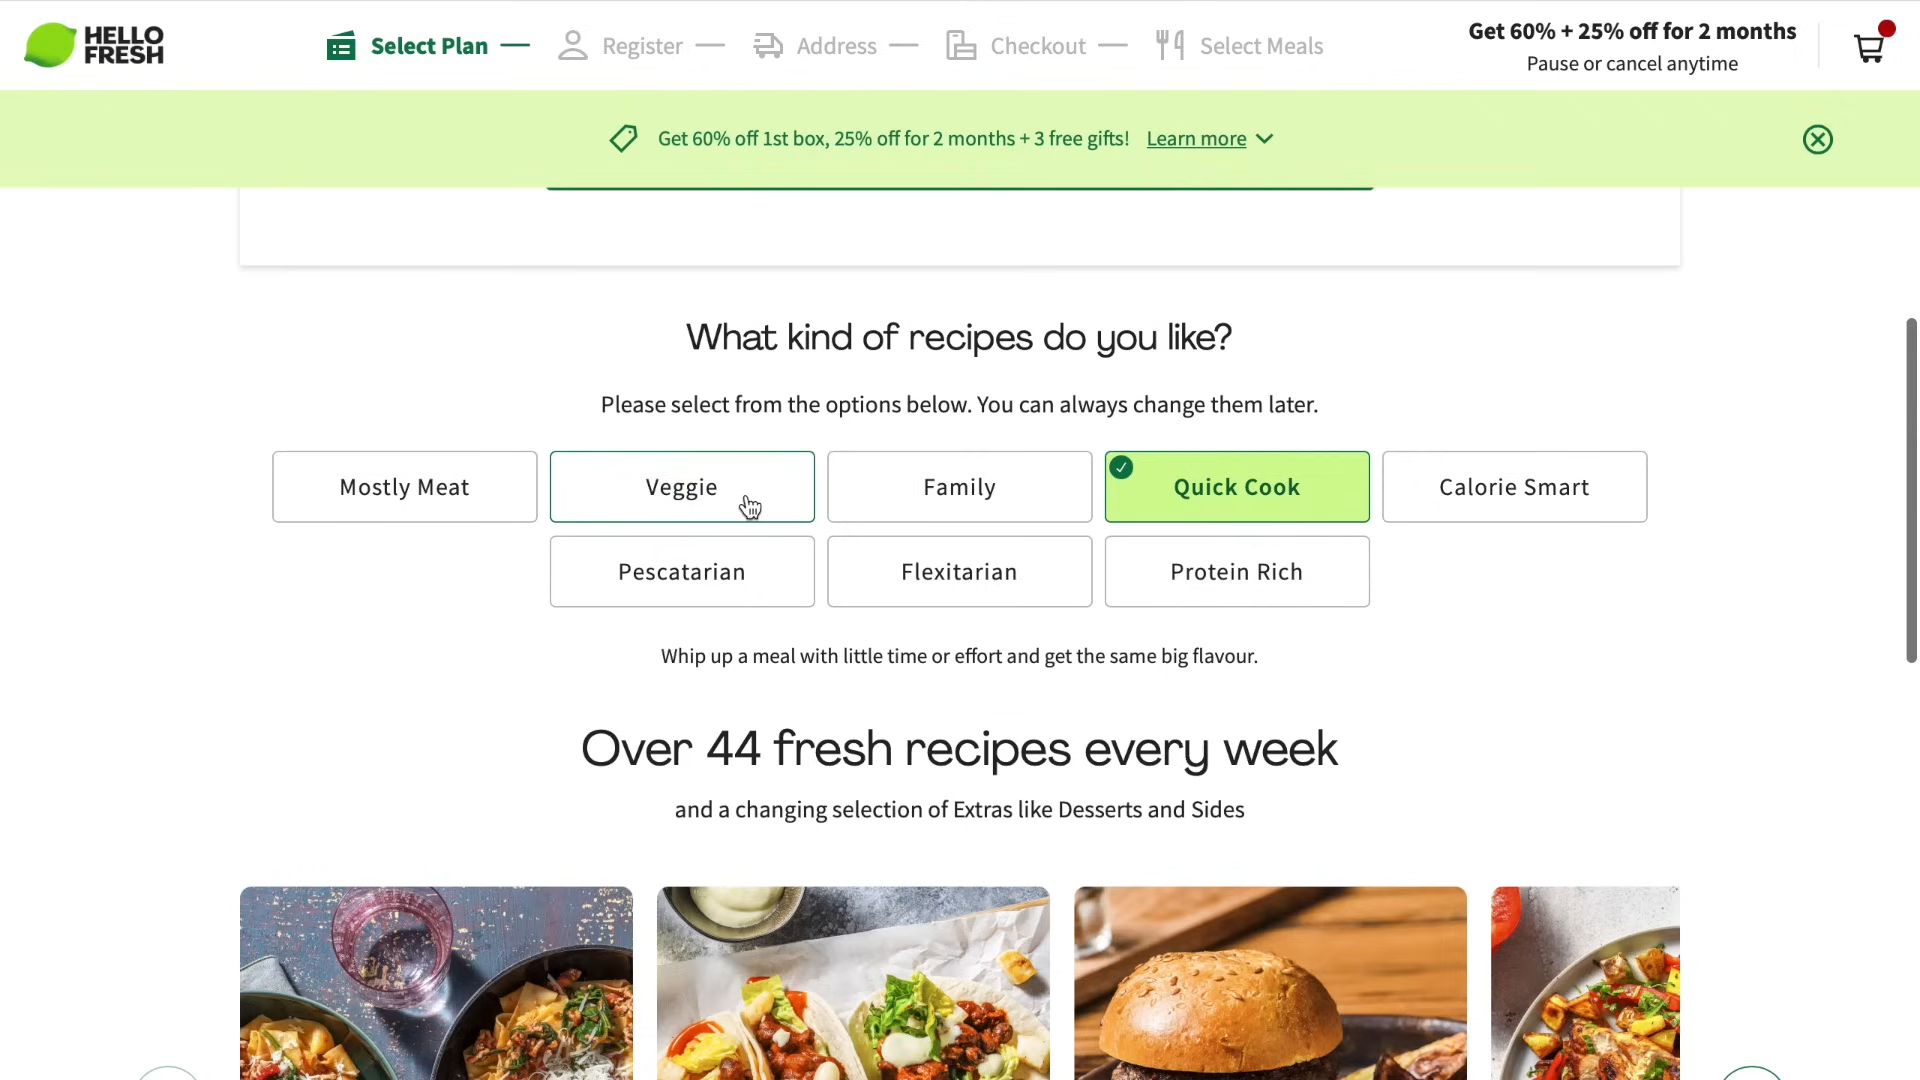 HELLO
FRESH
Select Plan
Register
Address
Checkout
Select Meals
Get 60% + 25% off for 2 months
Pause or cancel anytime
Get 60% off 1st box, 25% off for 2 months + 3 free gifts! Learn more
What kind of recipes do you like?
Please select from the options below. You can always change them later.
Mostly Meat
Veggie
Family
Quick Cook
Calorie Smart
Pescatarian
Flexitarian
Protein Rich
Whip up a meal with little time or effort and get the same big flavour.
Over 44 fresh recipes every week
and a changing selection of Extras like Desserts and Sides